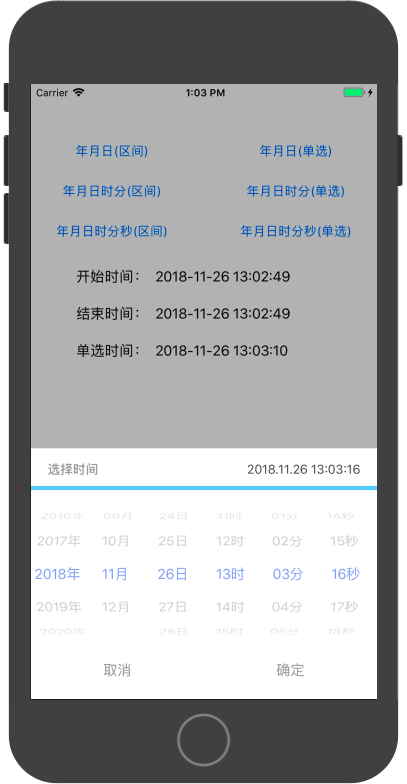 Carrier 1:03 PM
年月日(区间) 年月日(单选)
年月日时分(区间) 年月日时分(单选)
年月日时分秒(区间) 年月日时分秒(单选)
开始时间： 2018-11-26 13:02:49
结束时间： 2018-11-26 13:02:49
单选时间： 2018-11-26 13:03:10
选择时间 2018.11.26 13:03:16
2016年 09月 24日 11时 01分 14秒
2017年 10月 25日 12时 02分 15秒
2018年 11月 26日 13时 03分 16秒
2019年 12月 27日 14时 04分 17秒
2020年 28日 15时 05分 18秒
取消 确定